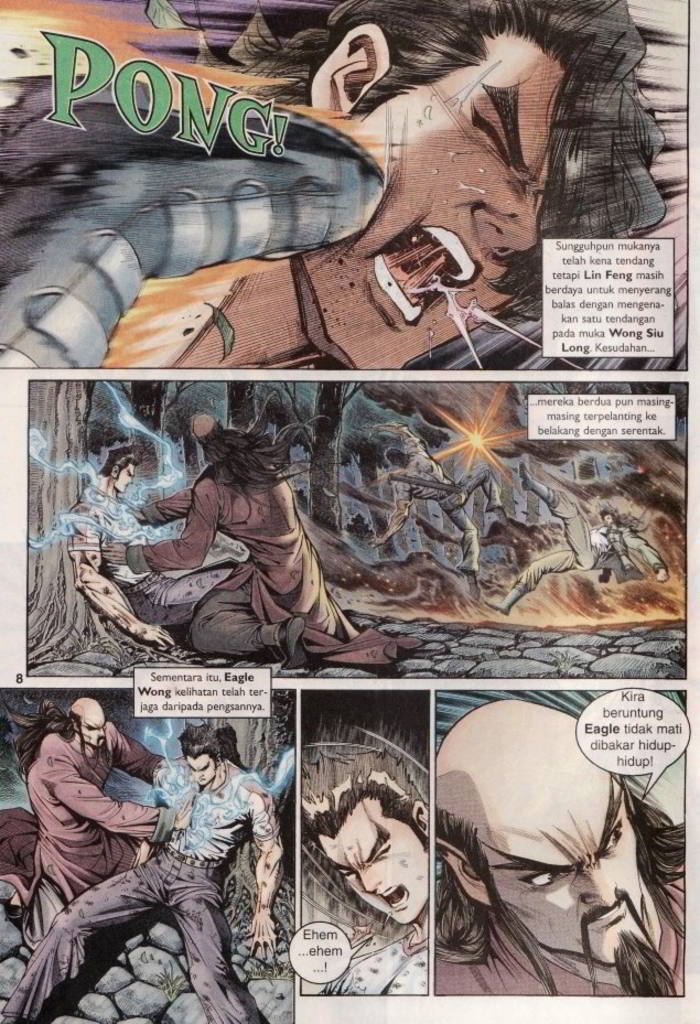 PONG!
Sungguhpun mukanya
telah kena tendang
tetapi Lin Feng masih
berdaya untuk menyerang
balas dengan mengena-
kan satu tendangan
pada muka Wong Siu
Long. Kesudahan...
...mereka berdua pun masing-
masing terpelanting ke
belakang dengan serentak.
8
Sementara itu, Eagle
Wong kelihatan telah ter-
jaga daripada pengsannya.
Ehem
...ehem
...!
Kira
beruntung
Eagle tidak mati
dibakar hidup-
hidup!